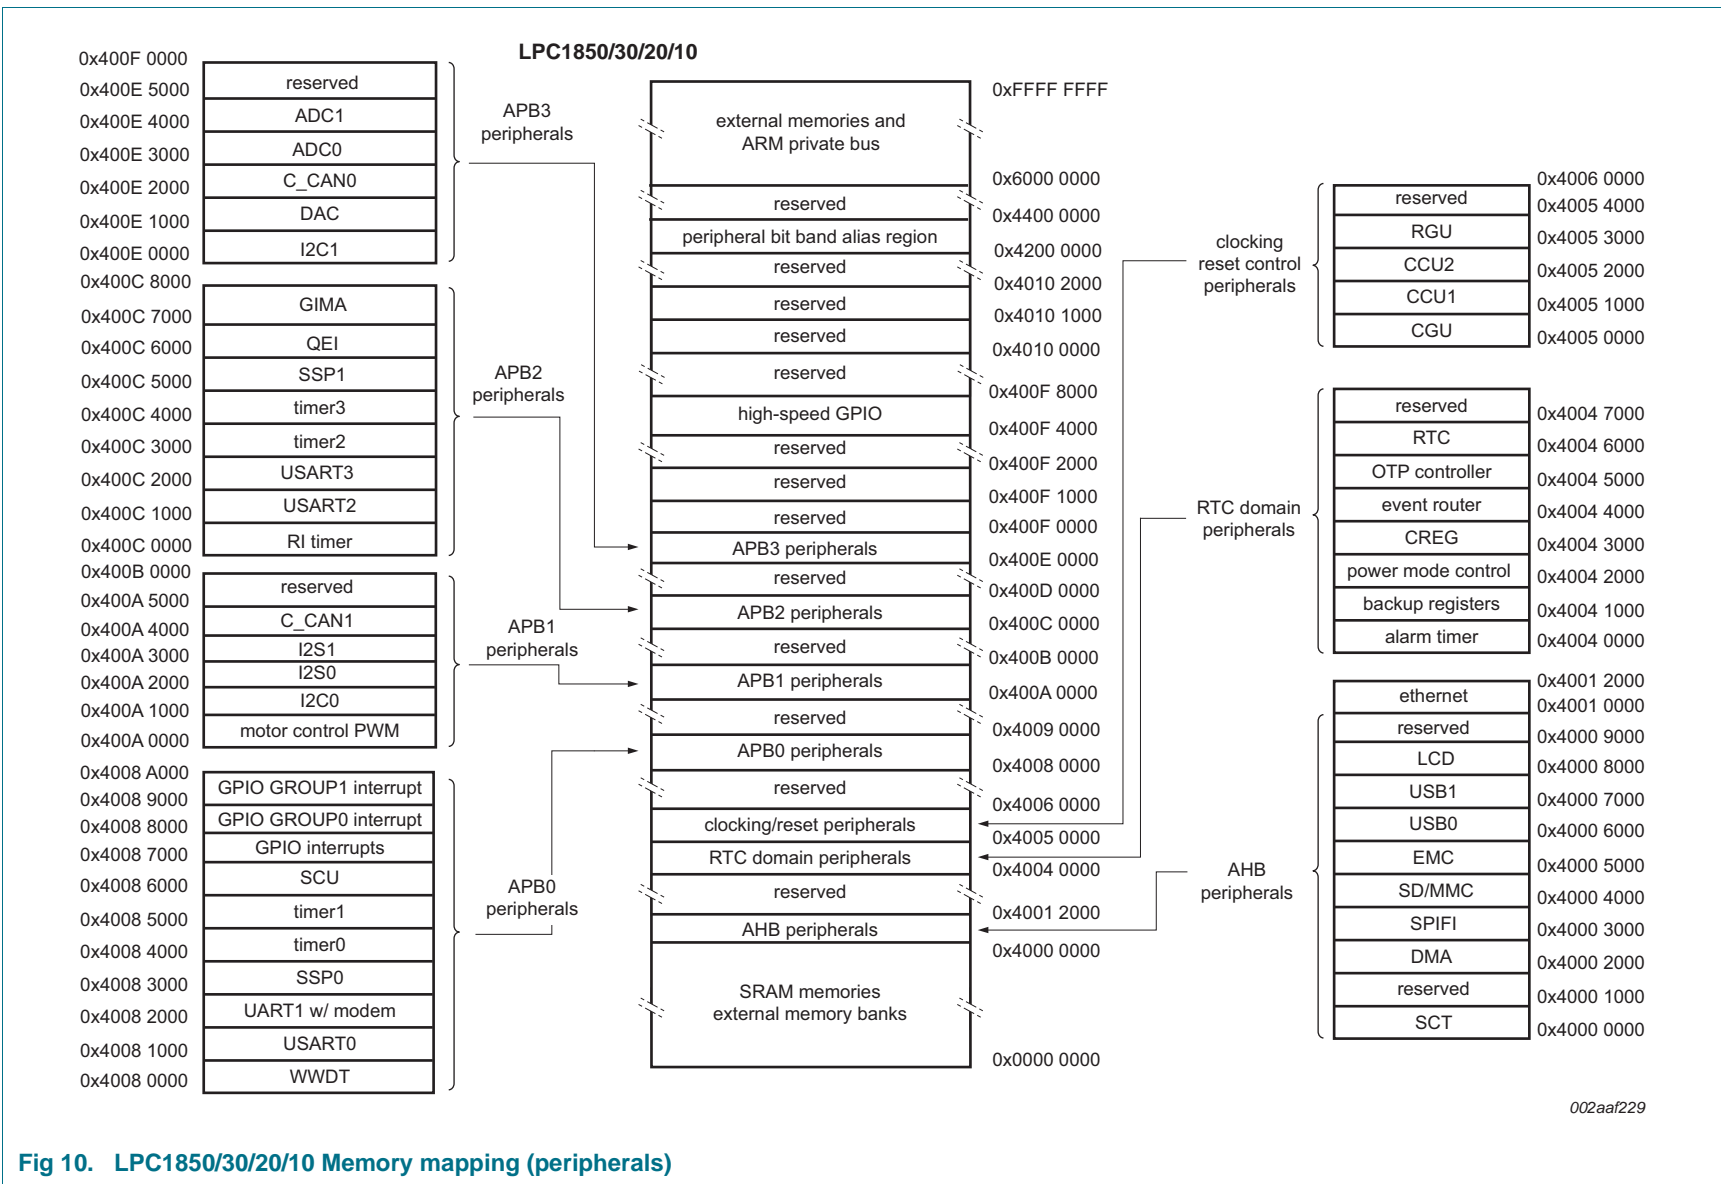 LPC1850/30/20/10
0x400F 0000
reserved
0x400E 5000
ADC1
0x400E 4000
ADC0
0x400E 3000
C_CAN0
0x400E 2000
DAC
0x400E 1000
I2C1
0x400E 0000
APB3
peripherals
0x400C 8000
GIMA
0x400C 7000
QEI
0x400C 6000
SSP1
0x400C 5000
timer3
0x400C 4000
timer2
0x400C 3000
USART3
0x400C 2000
USART2
0x400C 1000
RI timer
0x400C 0000
APB2
peripherals
0x400B 0000
reserved
0x400A 5000
C_CAN1
0x400A 4000
I2S1
0x400A 3000
I2S0
0x400A 2000
I2C0
0x400A 1000
motor control PWM
0x400A 0000
APB1
peripherals
0x4008 A000
GPIO GROUP1 interrupt
0x4008 9000
GPIO GROUP0 interrupt
0x4008 8000
GPIO interrupts
0x4008 7000
SCU
0x4008 6000
timer1
0x4008 5000
timer0
0x4008 4000
SSP0
0x4008 3000
UART1 w/ modem
0x4008 2000
USART0
0x4008 1000
WWDT
0x4008 0000
APB0
peripherals
0xFFFF FFFF
external memories and
ARM private bus
0x6000 0000
reserved
0x4400 0000
peripheral bit band alias region
0x4200 0000
reserved
0x4010 2000
reserved
0x4010 1000
reserved
0x4010 0000
reserved
0x400F 8000
high-speed GPIO
0x400F 4000
reserved
0x400F 2000
reserved
0x400F 1000
reserved
0x400F 0000
APB3 peripherals
0x400E 0000
reserved
0x400D 0000
APB2 peripherals
0x400C 0000
reserved
0x400B 0000
APB1 peripherals
0x400A 0000
reserved
0x4009 0000
APB0 peripherals
0x4008 0000
reserved
0x4006 0000
clocking/reset peripherals
0x4005 0000
RTC domain peripherals
0x4004 0000
reserved
0x4001 2000
AHB peripherals
0x4000 0000
SRAM memories
external memory banks
0x0000 0000
clocking
reset control
peripherals
0x4006 0000
reserved
0x4005 4000
RGU
0x4005 3000
CCU2
0x4005 2000
CCU1
0x4005 1000
CGU
0x4005 0000
RTC domain
peripherals
reserved
0x4004 7000
RTC
0x4004 6000
OTP controller
0x4004 5000
event router
0x4004 4000
CREG
0x4004 3000
power mode control
0x4004 2000
backup registers
0x4004 1000
alarm timer
0x4004 0000
AHB
peripherals
0x4001 2000
ethernet
0x4001 0000
reserved
0x4000 9000
LCD
0x4000 8000
USB1
0x4000 7000
USB0
0x4000 6000
EMC
0x4000 5000
SD/MMC
0x4000 4000
SPIFI
0x4000 3000
DMA
0x4000 2000
reserved
0x4000 1000
SCT
0x4000 0000
002aaf229
Fig 10. LPC1850/30/20/10 Memory mapping (peripherals)